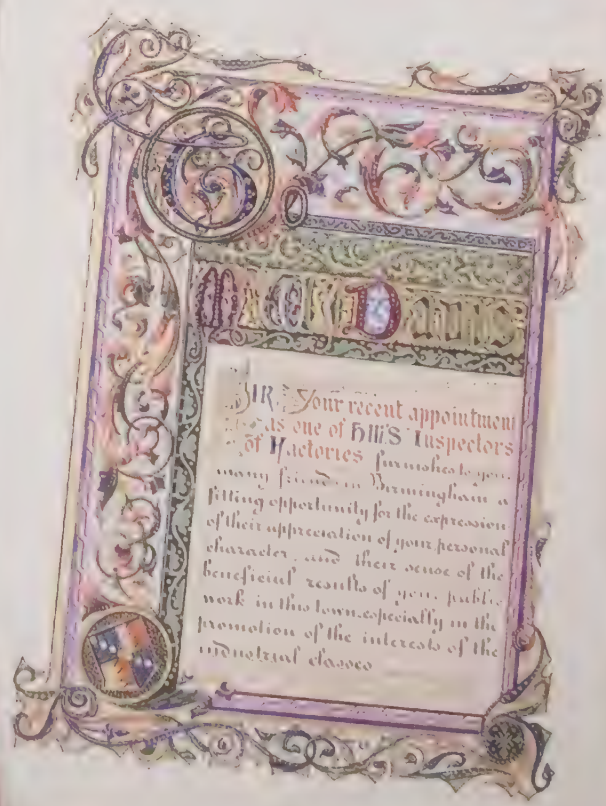 To
W. J. Davis
SIR, Your recent appointment
as one of H.M'S Inspectors
of Factories furnishes to your
many friends in Birmingham a
fitting opportunity for the expression
of their appreciation of your personal
character, and their sense of the
beneficial results of your public
work in this town, especially in the
promotion of the interests of the
industrial classes